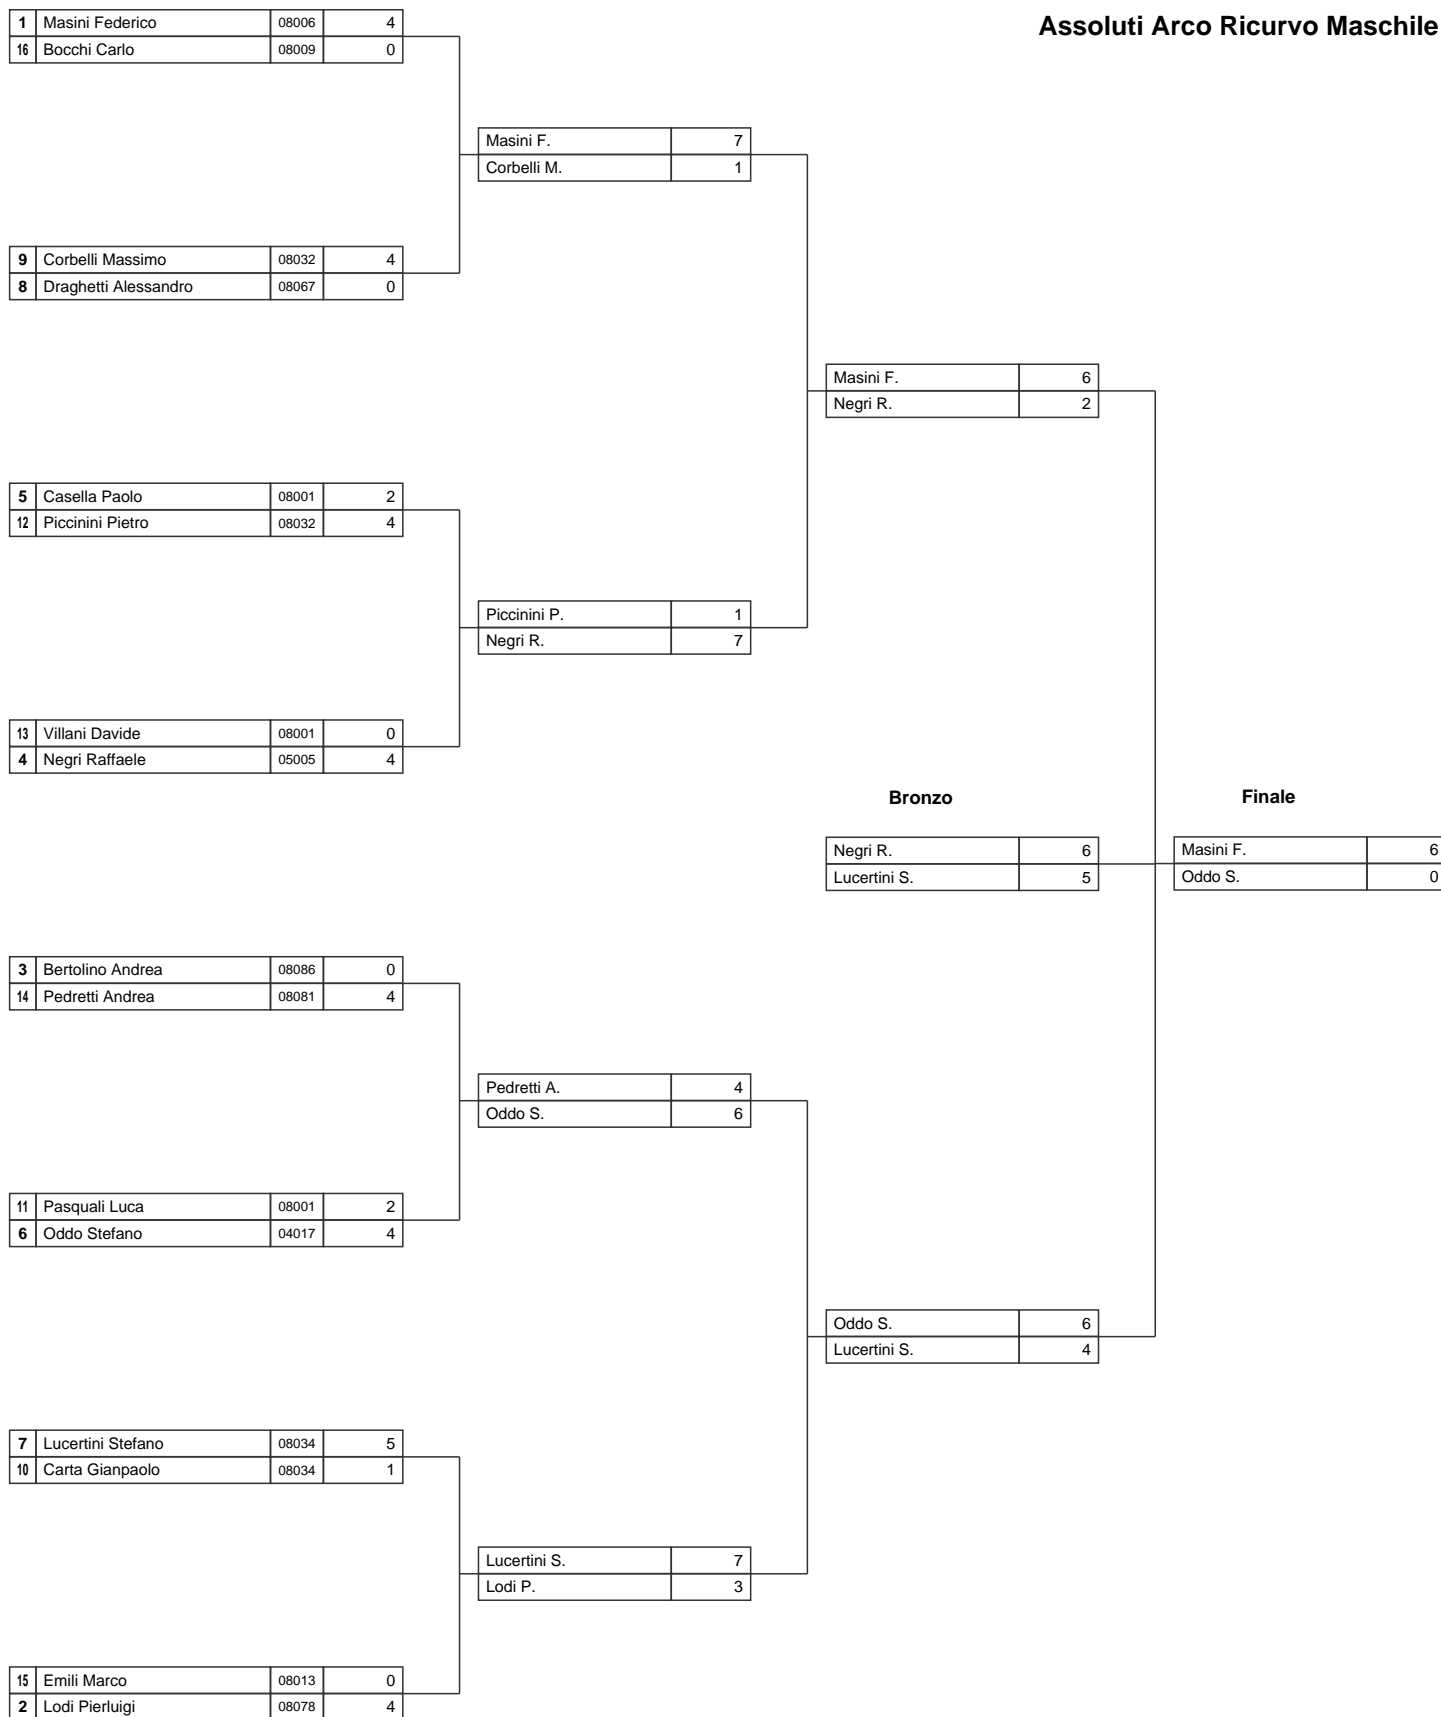 Assoluti Arco Ricurvo Maschile
1 Masini Federico 08006 4
16 Bocchi Carlo 08009 0
Masini F. 7
Corbelli M. 1
9 Corbelli Massimo 08032 4
8 Draghetti Alessandro 08067 0
Masini F. 6
Negri R. 2
5 Casella Paolo 08001 2
12 Piccinini Pietro 08032 4
Piccinini P. 1
Negri R. 7
13 Villani Davide 08001 0
4 Negri Raffaele 05005 4
Bronzo Finale
Negri R. 6 Masini F. 6
Lucertini S. 5 Oddo S. 0
3 Bertolino Andrea 08086 0
14 Pedretti Andrea 08081 4
Pedretti A. 4
Oddo S. 6
11 Pasquali Luca 08001 2
6 Oddo Stefano 04017 4
Oddo S. 6
Lucertini S. 4
7 Lucertini Stefano 08034 5
10 Carta Gianpaolo 08034 1
Lucertini S. 7
Lodi P. 3
15 Emili Marco 08013 0
2 Lodi Pierluigi 08078 4